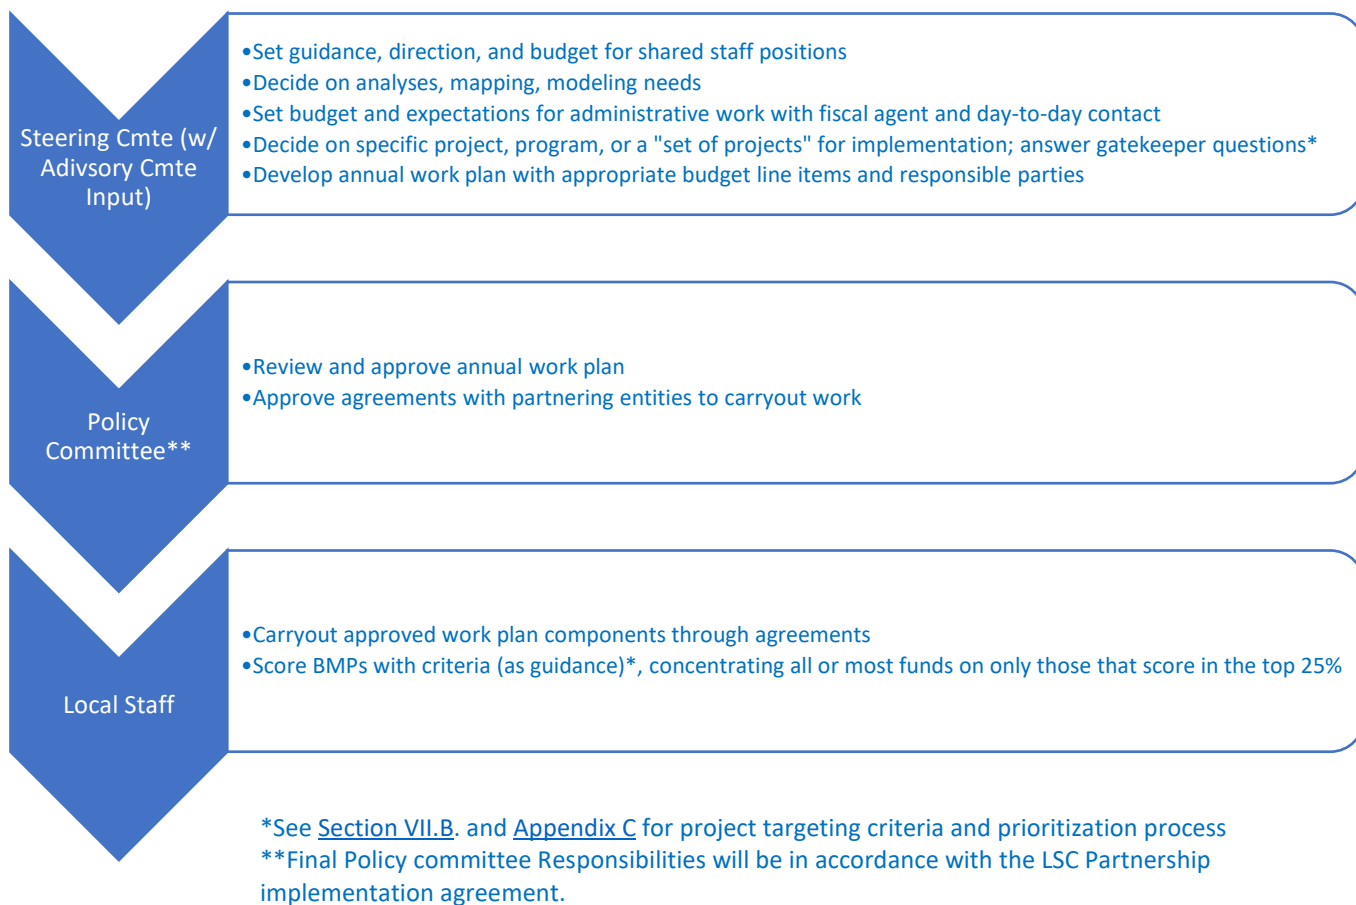 Steering Cmte (w/
Adivsory Cmte
Input)
•Set guidance, direction, and budget for shared staff positions
•Decide on analyses, mapping, modeling needs
•Set budget and expectations for administrative work with fiscal agent and day-to-day contact
•Decide on specific project, program, or a "set of projects" for implementation; answer gatekeeper questions*
•Develop annual work plan with appropriate budget line items and responsible parties
Policy
Committee**
•Review and approve annual work plan
•Approve agreements with partnering entities to carryout work
Local Staff
•Carryout approved work plan components through agreements
•Score BMPs with criteria (as guidance)*, concentrating all or most funds on only those that score in the top 25%
*See Section VII.B. and Appendix C for project targeting criteria and prioritization process
**Final Policy committee Responsibilities will be in accordance with the LSC Partnership
implementation agreement.